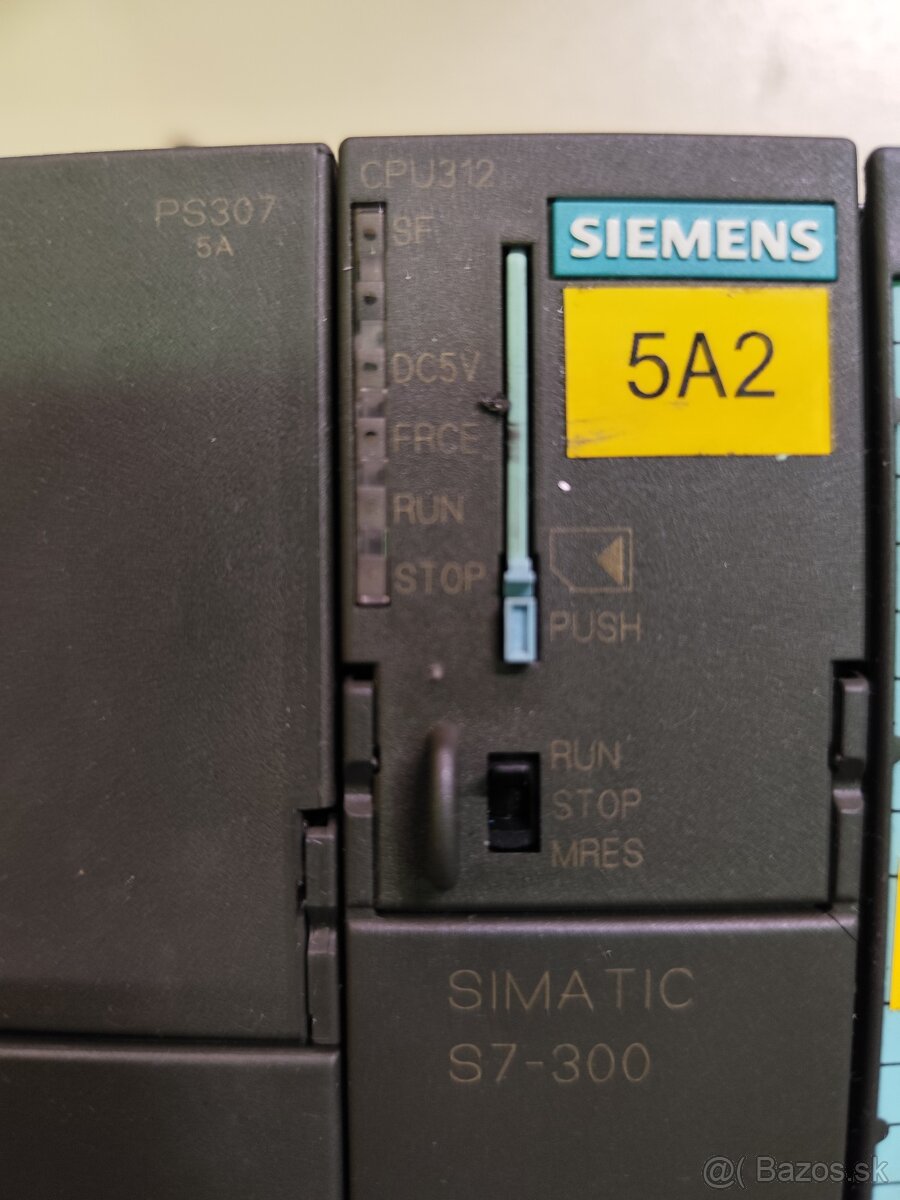 PS307
5A
CPU312
SF
DC5V
FRCE
RUN
STOP
SIEMENS
5A2
PUSH
RUN
STOP
MRES
SIMATIC
S7-300
@( Bazos.sk